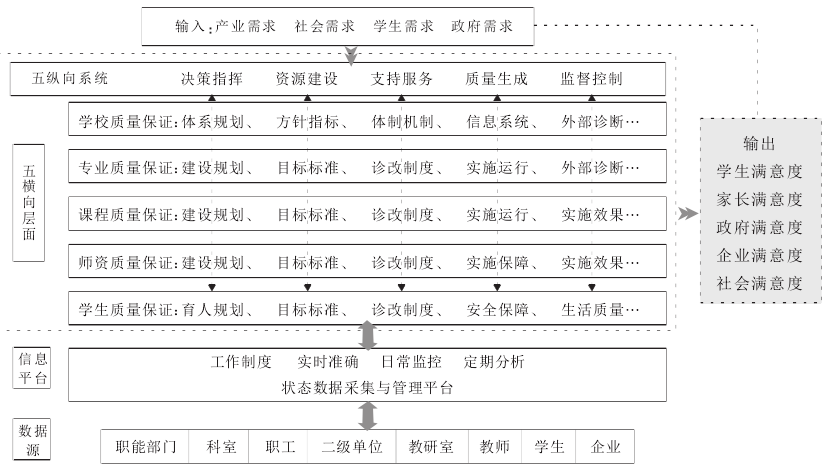 输入:产业需求 社会需求 学生需求 政府需求
五纵向系统 决策指挥 资源建设 支持服务 质量生成 监督控制
五横向层面
学校质量保证:体系规划、 方针指标、 体制机制、 信息系统、 外部诊断…
专业质量保证:建设规划、 目标标准、 诊改制度、 实施运行、 外部诊断…
课程质量保证:建设规划、 目标标准、 诊改制度、 实施运行、 实施效果…
师资质量保证:建设规划、 目标标准、 诊改制度、 实施保障、 实施效果…
学生质量保证:育人规划、 目标标准、 诊改制度、 安全保障、 生活质量…
输出
学生满意度
家长满意度
政府满意度
企业满意度
社会满意度
信息
平台
工作制度 实时准确 日常监控 定期分析
状态数据采集与管理平台
数据
源
职能部门 科室 职工 二级单位 教研室 教师 学生 企业